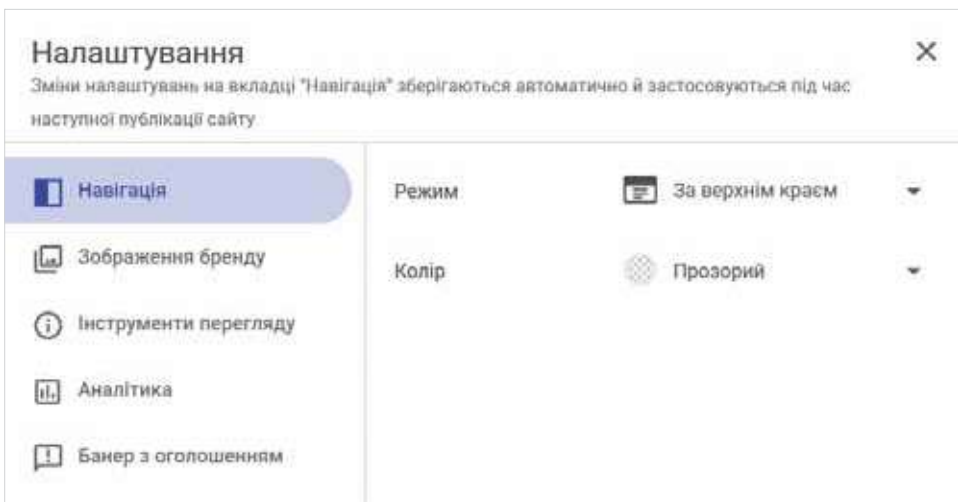 Налаштування
Зміни налаштувань на вкладці "Навігація" зберігаються автоматично й застосовуються під час
наступної публікації сайту
Навігація
Режим
За верхнім краєм
Зображення бренду
Колір
Прозорий
Інструменти перегляду
Аналітика
Банер з оголошенням